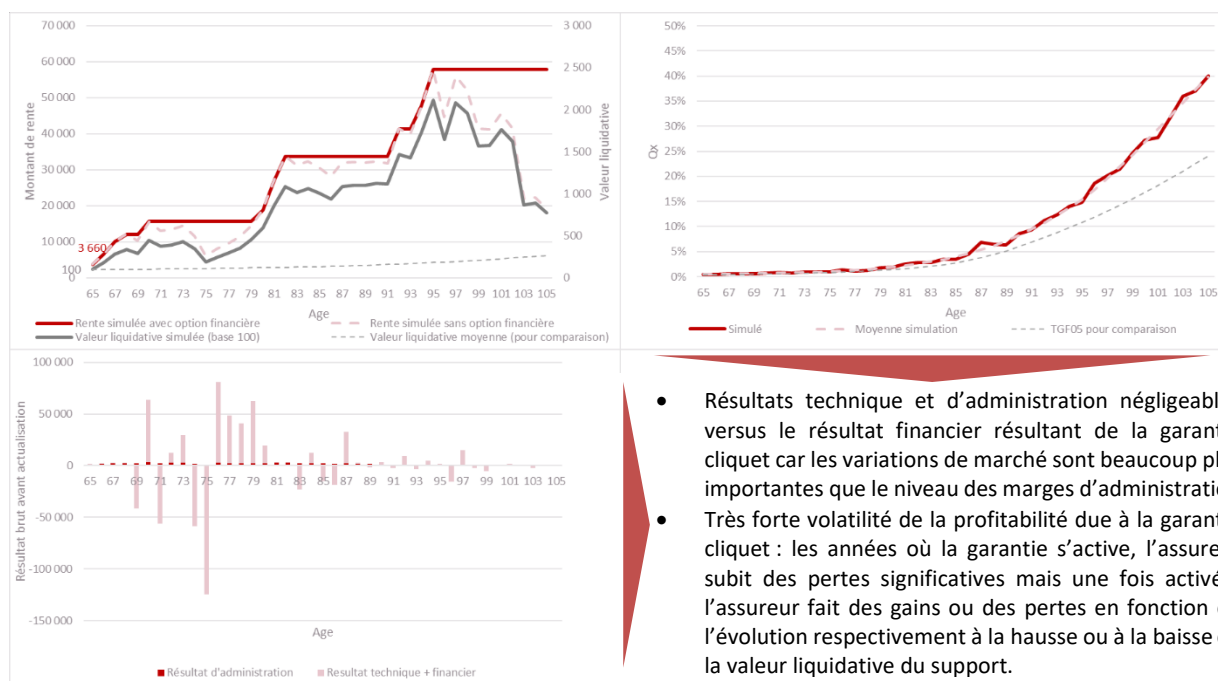 70 000
60 000
50 000
40 000
30 000
20 000
10 000
0
Montant de rente
3 660
100
3 000
2 500
2 000
1 500
1 000
500
0
Valeur liquidative
65 67 69 71 73 75 77 79 81 83 85 87 89 91 93 95 97 99 101 103 105
Age
Rente simulée avec option financière
Rente simulée sans option financière
Valeur liquidative simulée (base 100)
Valeur liquidative moyenne (pour comparaison)
50%
45%
40%
35%
30%
25%
20%
15%
10%
5%
0%
Qx
65 67 69 71 73 75 77 79 81 83 85 87 89 91 93 95 97 99 101 103 105
Age
Simulé
Moyenne simulation
TGF05 pour comparaison
100 000
50 000
0
-50 000
-100 000
-150 000
Résultat brut avant actualisation
65 67 69 71 73 75 77 79 81 83 85 87 89 91 93 95 97 99 101 103 105
Age
Résultat d'administration
Resultat technique + financier
• Résultats technique et d’administration négligeabl
versus le résultat financier résultant de la garant
cliquet car les variations de marché sont beaucoup pl
importantes que le niveau des marges d’administratio
• Très forte volatilité de la profitabilité due à la garant
cliquet : les années où la garantie s’active, l’assure
subit des pertes significatives mais une fois activé
l’assureur fait des gains ou des pertes en fonction
l’évolution respectivement à la hausse ou à la baisse
la valeur liquidative du support.